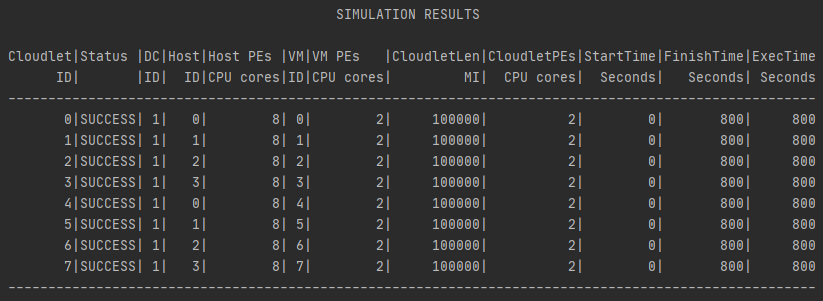 SIMULATION RESULTS
Cloudlet|Status |DC|Host|Host PEs |VM|VM PEs   |CloudletLen|CloudletPEs|StartTime|FinishTime|ExecTime
      ID|       |ID|  ID|CPU cores|ID|CPU cores|         MI|  CPU cores|  Seconds|   Seconds| Seconds
-----------------------------------------------------------------------------------------------------
       0|SUCCESS| 1|   0|        8| 0|        2|     100000|          2|        0|       800|     800
       1|SUCCESS| 1|   1|        8| 1|        2|     100000|          2|        0|       800|     800
       2|SUCCESS| 1|   2|        8| 2|        2|     100000|          2|        0|       800|     800
       3|SUCCESS| 1|   3|        8| 3|        2|     100000|          2|        0|       800|     800
       4|SUCCESS| 1|   0|        8| 4|        2|     100000|          2|        0|       800|     800
       5|SUCCESS| 1|   1|        8| 5|        2|     100000|          2|        0|       800|     800
       6|SUCCESS| 1|   2|        8| 6|        2|     100000|          2|        0|       800|     800
       7|SUCCESS| 1|   3|        8| 7|        2|     100000|          2|        0|       800|     800
-----------------------------------------------------------------------------------------------------